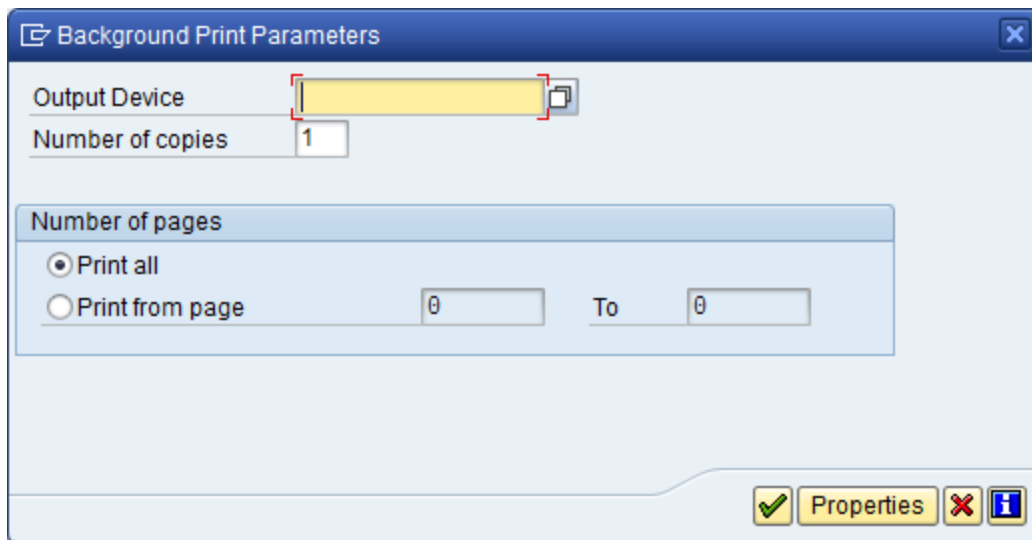 Background Print Parameters
Output Device
Number of copies 1
Number of pages
Print all
Print from page 0 To 0
Properties